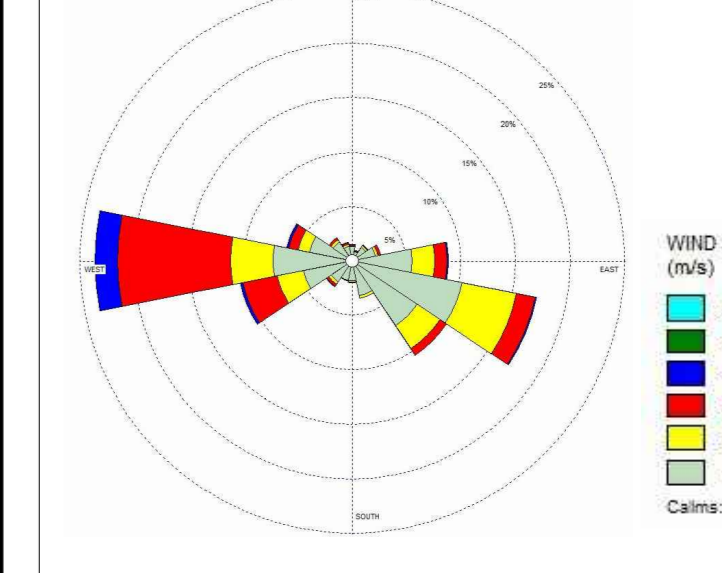 25%
20%
15%
10%
5%
WEST
EAST
SOUTH
WIND
(m/s)
Calms: